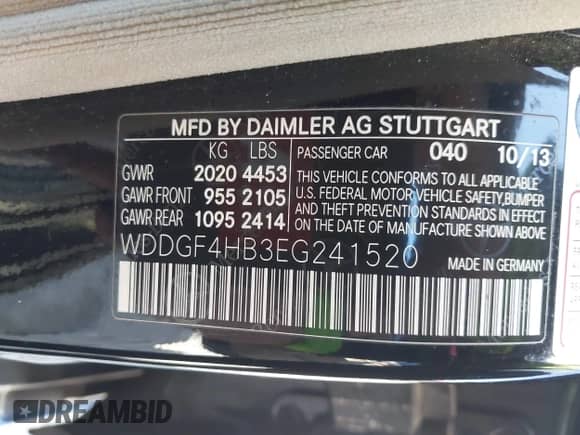 MFD BY DAIMLER AG STUTTGART
KG LBS PASSENGER CAR 040 10/13
GVWR 2020 4453 THIS VEHICLE CONFORMS TO ALL APPLICABLE
GAWR FRONT 955 2105 U.S. FEDERAL MOTOR VEHICLE SAFETY, BUMPER
GAWR REAR 1095 2414 AND THEFT PREVENTION STANDARDS IN EFFECT
ON THE DATE OF MANUFACTURE SHOWN ABOVE.
WDDGF4HB3EG241520 MADE IN GERMANY
DREAMBID